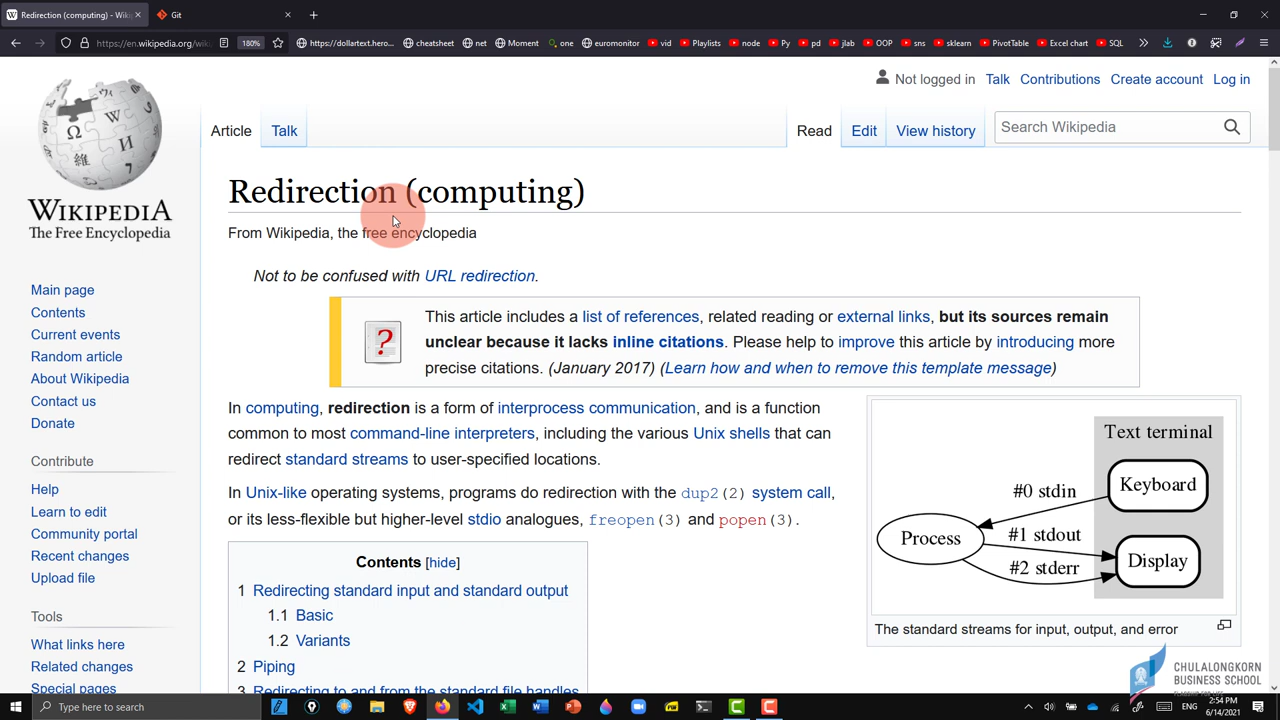 Redirection (computing) - Wiki
Git
https://en.wikipedia.org/wiki
180%
https://dollartext.hero...
cheatsheet
net
Moment
one
euromonitor
vid
Playlists
node
Py
pd
jlab
OOP
sns
sklearn
PivotTable
Excel chart
SQL
Not logged in Talk Contributions Create account Log in
Article Talk Read Edit View history Search Wikipedia
WIKIPEDIA
The Free Encyclopedia
Main page
Contents
Current events
Random article
About Wikipedia
Contact us
Donate
Contribute
Help
Learn to edit
Community portal
Recent changes
Upload file
Tools
What links here
Related changes
Special pages
Redirection (computing)
From Wikipedia, the free encyclopedia
Not to be confused with URL redirection.
This article includes a list of references, related reading or external links, but its sources remain
unclear because it lacks inline citations. Please help to improve this article by introducing more
precise citations. (January 2017) (Learn how and when to remove this template message)
In computing, redirection is a form of interprocess communication, and is a function
common to most command-line interpreters, including the various Unix shells that can
redirect standard streams to user-specified locations.
In Unix-like operating systems, programs do redirection with the dup2(2) system call,
or its less-flexible but higher-level stdio analogues, freopen(3) and popen(3).
Contents [hide]
1 Redirecting standard input and standard output
1.1 Basic
1.2 Variants
2 Piping
3 Redirecting to and from the standard file handles
Text terminal
Keyboard
#0 stdin
Process
#1 stdout
Display
#2 stderr
The standard streams for input, output, and error
CHULALONGKORN
BUSINESS SCHOOL
FLAGSHIP FOR LIFE
Type here to search
2:54 PM
6/14/2021